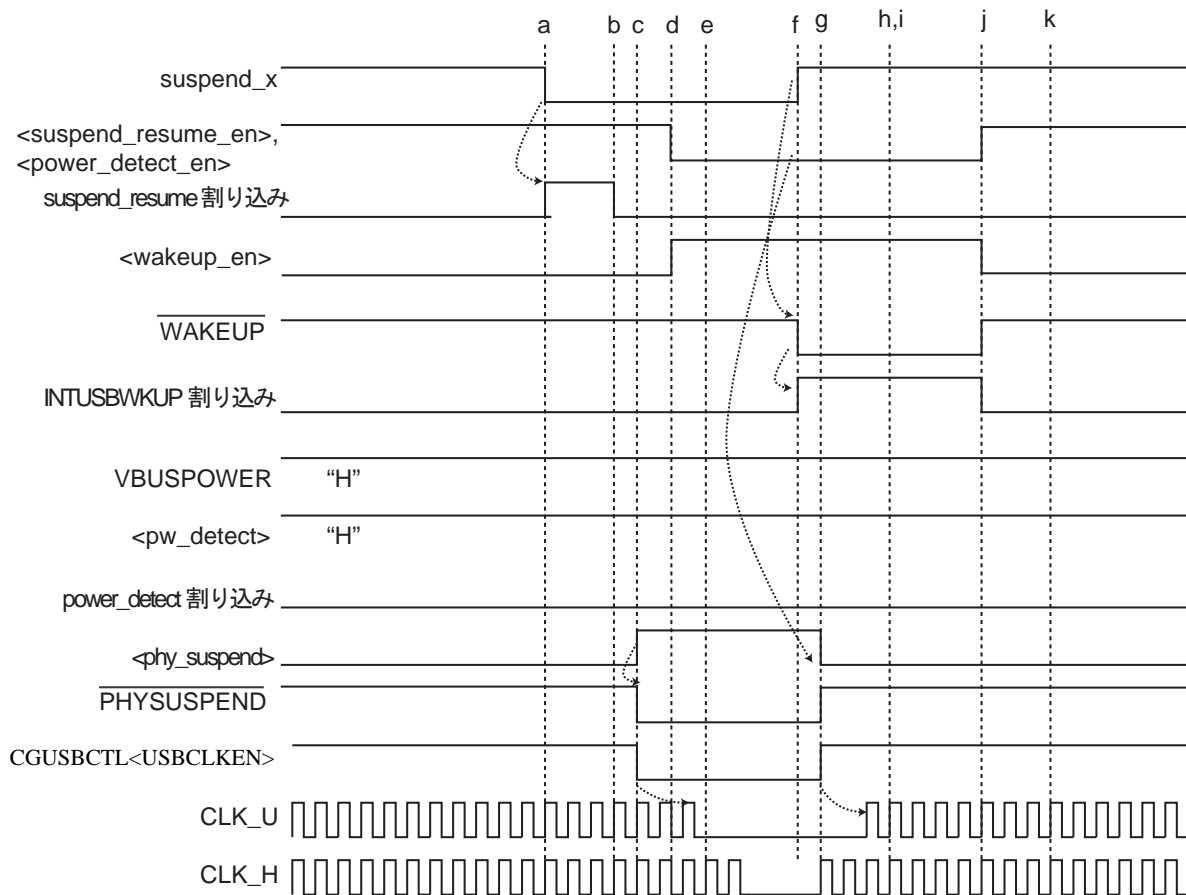 a b c d e f g h,i j k
suspend_x
<suspend_resume_en>,
<power_detect_en>
suspend_resume 割り込み
<wakeup_en>
WAKEUP
INTUSBWKUP 割り込み
VBUSPOWER “H”
<pw_detect> “H”
power_detect 割り込み
<phy_suspend>
PHYSUSPEND
CGUSBCTL<USBCLKEN>
CLK_U
CLK_H